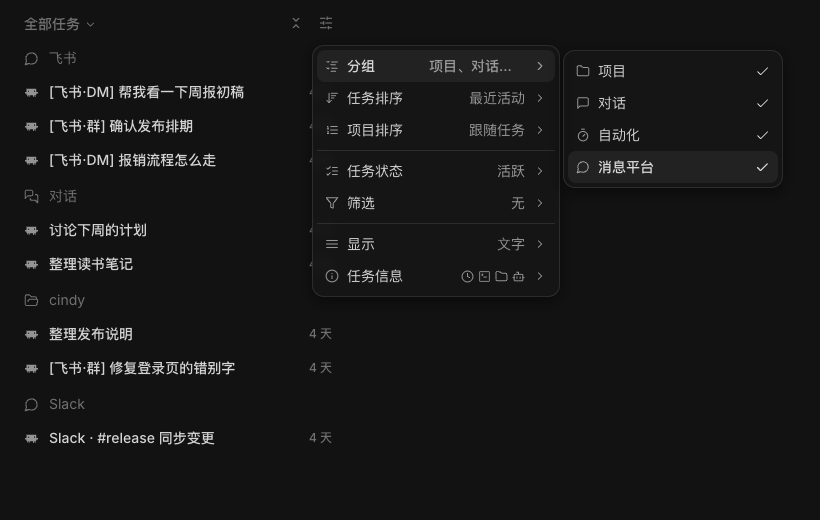 全部任务
飞书
[飞书·DM] 帮我看一下周报初稿
[飞书·群] 确认发布排期
[飞书·DM] 报销流程怎么走
对话
讨论下周的计划
整理读书笔记
cindy
整理发布说明 4 天
[飞书·群] 修复登录页的错别字 4 天
Slack
Slack · #release 同步变更 4 天
分组 项目、对话...
任务排序 最近活动
项目排序 跟随任务
任务状态 活跃
筛选 无
显示 文字
任务信息
项目
对话
自动化
消息平台